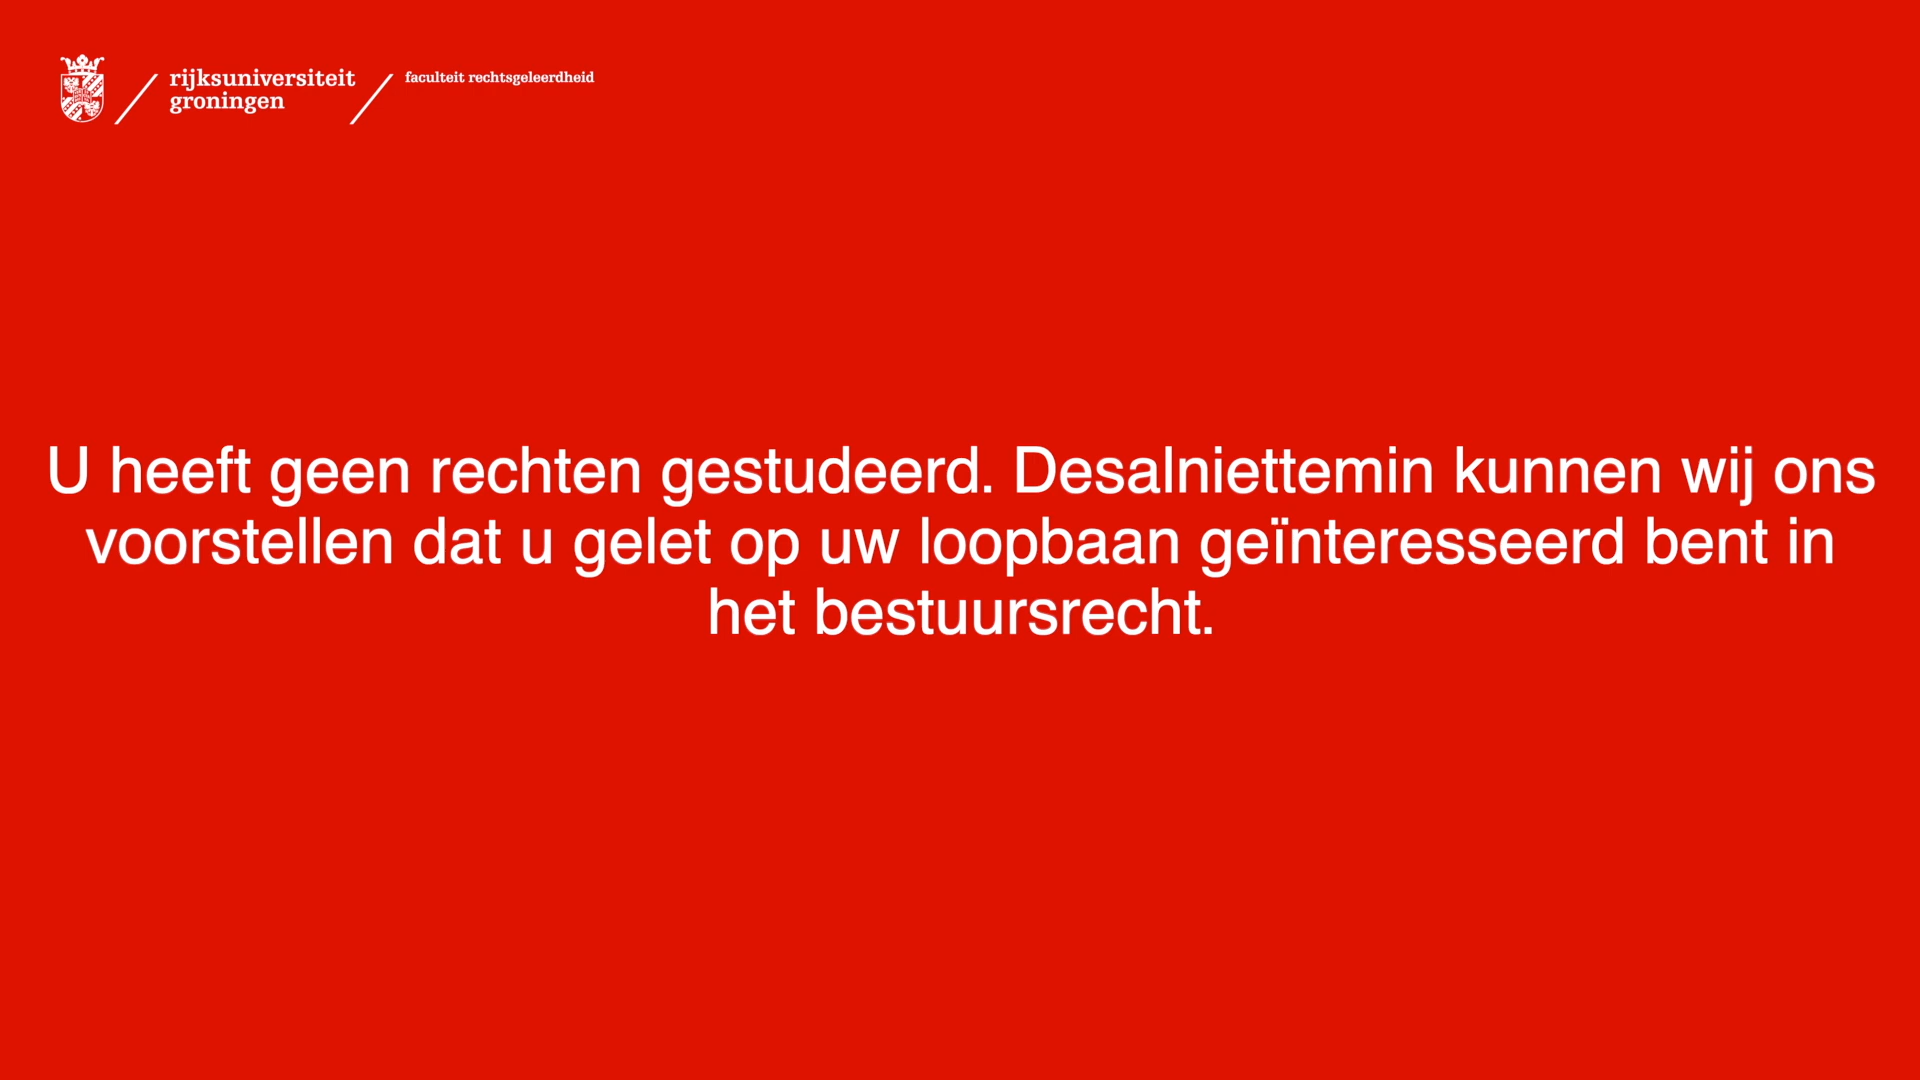 rijksuniversiteit
groningen
faculteit rechtsgeleerdheid
U heeft geen rechten gestudeerd. Desalniettemin kunnen wij ons
voorstellen dat u gelet op uw loopbaan geïnteresseerd bent in
het bestuursrecht.